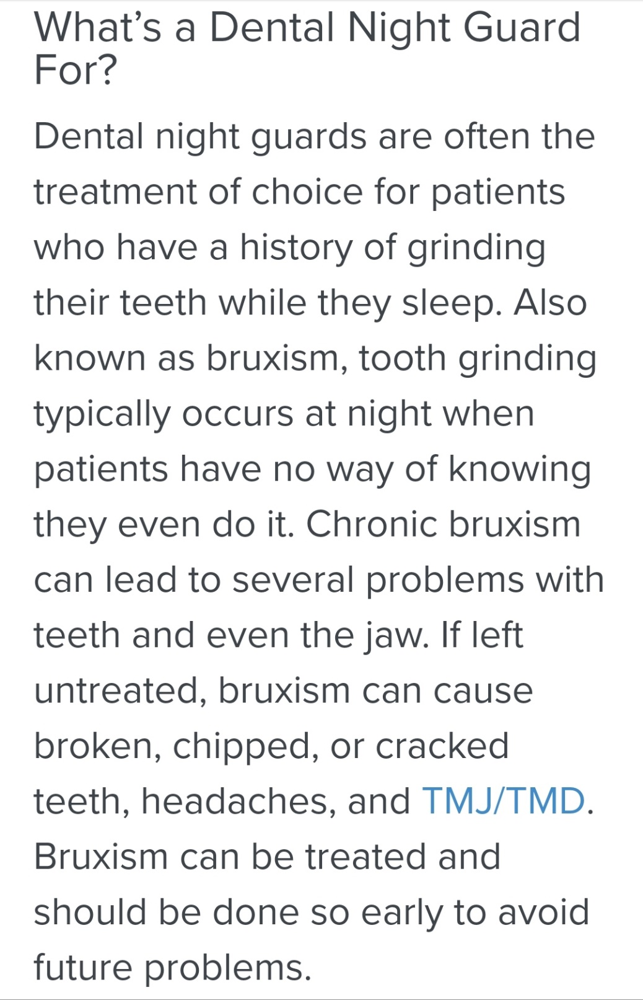 What’s a Dental Night Guard
For?
Dental night guards are often the
treatment of choice for patients
who have a history of grinding
their teeth while they sleep. Also
known as bruxism, tooth grinding
typically occurs at night when
patients have no way of knowing
they even do it. Chronic bruxism
can lead to several problems with
teeth and even the jaw. If left
untreated, bruxism can cause
broken, chipped, or cracked
teeth, headaches, and TMJ/TMD.
Bruxism can be treated and
should be done so early to avoid
future problems.